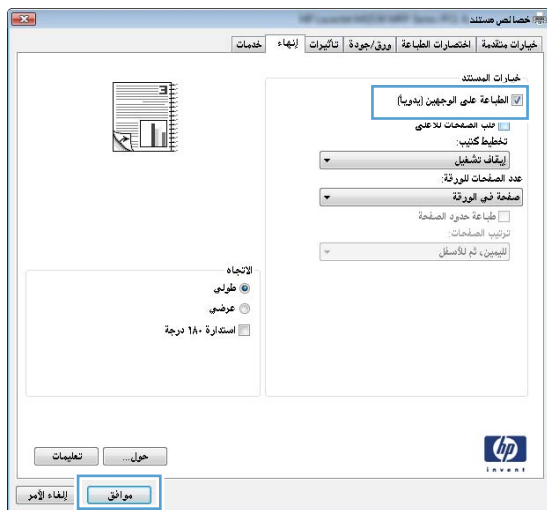 خصائص مستند
خيارات متقدمة
اختصارات الطباعة
ورق/جودة
تأثيرات
إنهاء
خدمات
خيارات المستند
الطباعة على الوجهين (يدوياً)
قلب الصفحات للأعلى
تخطيط كتيب:
إيقاف تشغيل
عدد الصفحات للورقة:
صفحة في الورقة
طباعة حدود الصفحة
ترتيب الصفحات:
لليمين، ثم للأسفل
3
الاتجاه
طولي
عرضي
استدارة ١٨٠ درجة
hp
invent
حول...
تعليمات
موافق
إلغاء الأمر